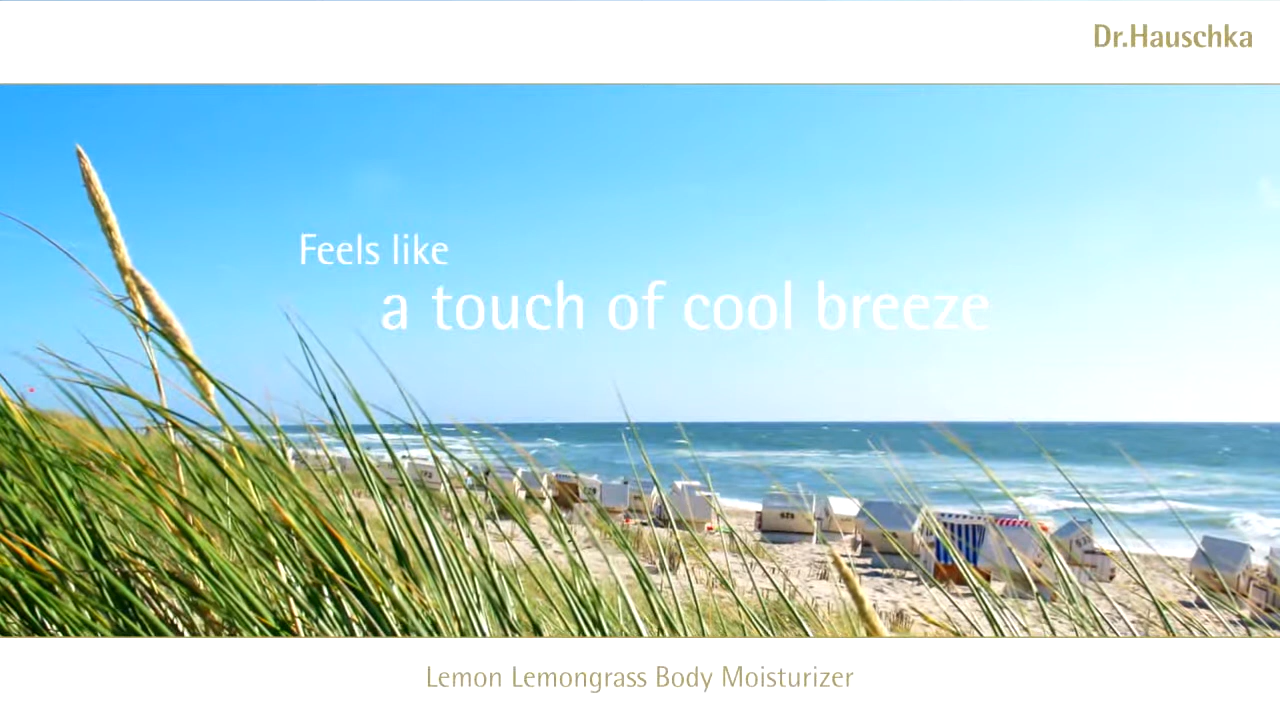 Dr.Hauschka
Feels like
a touch of cool breeze
Lemon Lemongrass Body Moisturizer